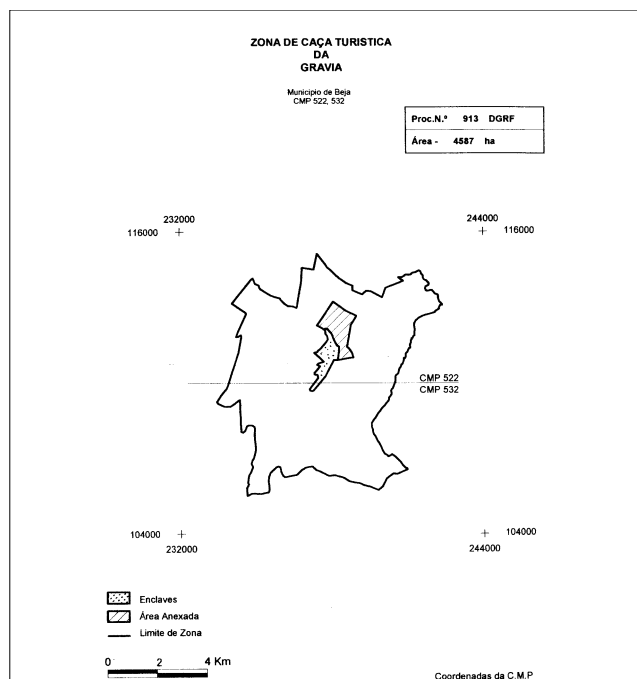 ZONA DE CAÇA TURISTICA
DA
GRAVIA
Municipio de Beja
CMP 522, 532
Proc.N.º 913 DGRF
Área - 4587 ha
232000
244000
116000
116000
CMP 522
CMP 532
104000
104000
232000
244000
Enclaves
Área Anexada
Limite de Zona
0 2 4 Km
Coordenadas da C.M.P